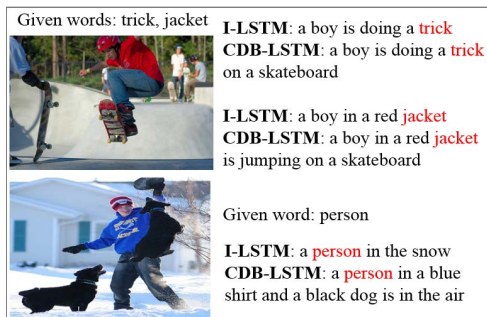 Given words: trick, jacket
I-LSTM: a boy is doing a trick
CDB-LSTM: a boy is doing a trick
on a skateboard
I-LSTM: a boy in a red jacket
CDB-LSTM: a boy in a red jacket
is jumping on a skateboard
Given word: person
I-LSTM: a person in the snow
CDB-LSTM: a person in a blue
shirt and a black dog is in the air